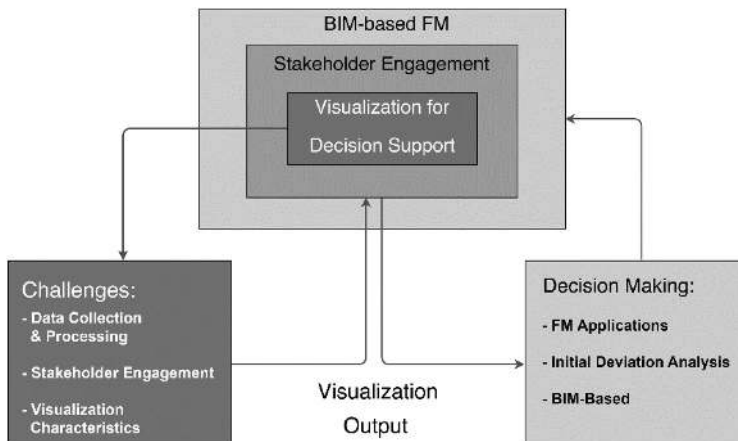 BIM-based FM
Stakeholder Engagement
Visualization for
Decision Support
Challenges:
- Data Collection
& Processing
- Stakeholder Engagement
- Visualization
Characteristics
Visualization
Output
Decision Making:
- FM Applications
- Initial Deviation Analysis
- BIM-Based